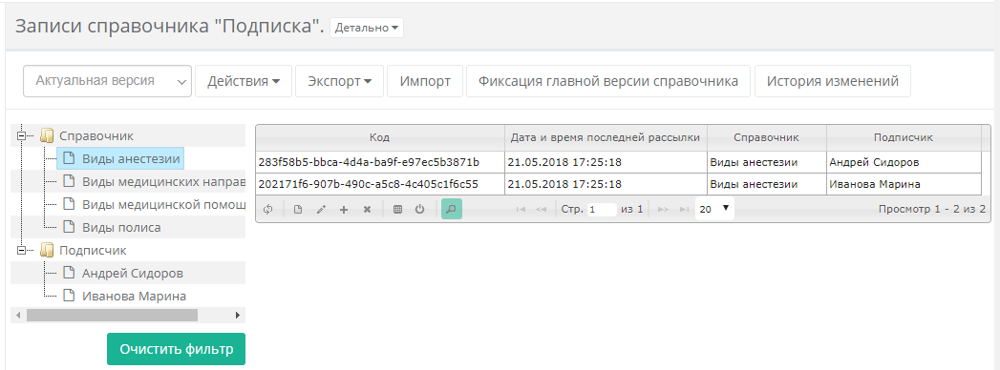 Записи справочника "Подписка". Детально
Актуальная версия Действия Экспорт Импорт Фиксация главной версии справочника История изменений
Справочник
Виды анестезии
Виды медицинских направ
Виды медицинской помощ
Виды полиса
Подписчик
Андрей Сидоров
Иванова Марина
Очистить фильтр
Код Дата и время последней рассылки Справочник Подписчик
283f58b5-bbca-4d4a-ba9f-e97ec5b3871b 21.05.2018 17:25:18 Виды анестезии Андрей Сидоров
202171f6-907b-490c-a5c8-4c405c1f6c55 21.05.2018 17:25:18 Виды анестезии Иванова Марина
Стр. 1 из 1 20 Просмотр 1 - 2 из 2